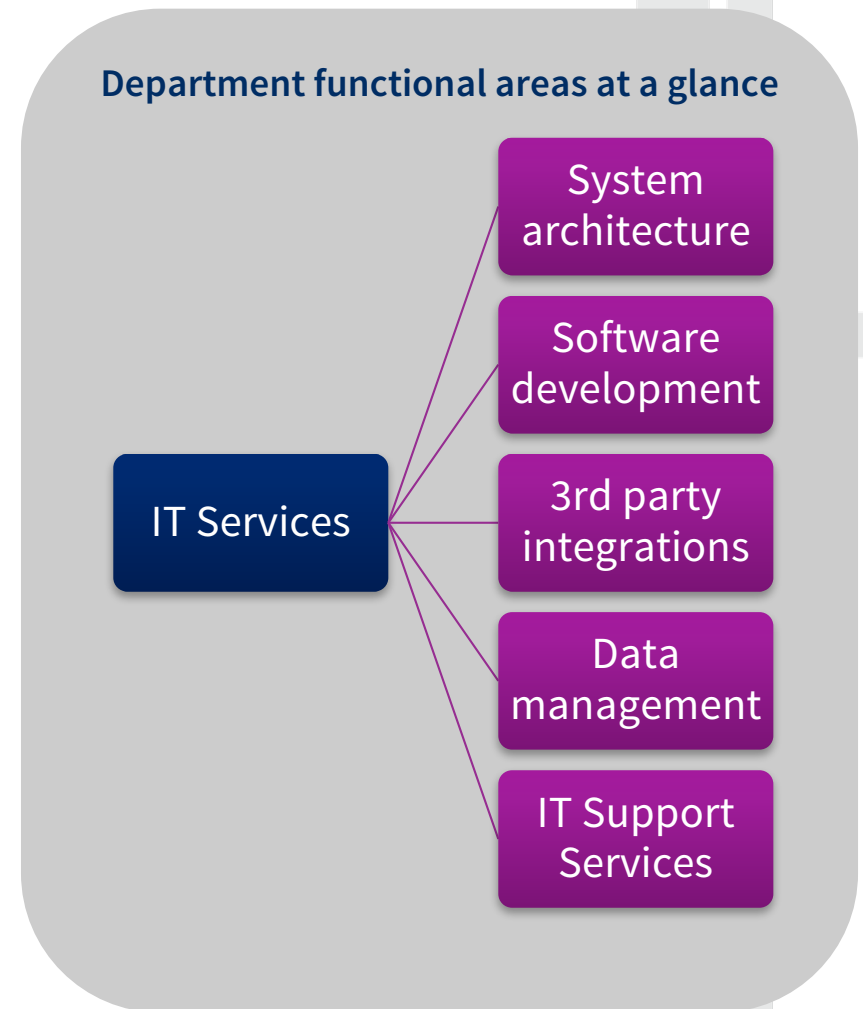 Department functional areas at a glance
System
architecture
Software
development
IT Services
3rd party
integrations
Data
management
IT Support
Services